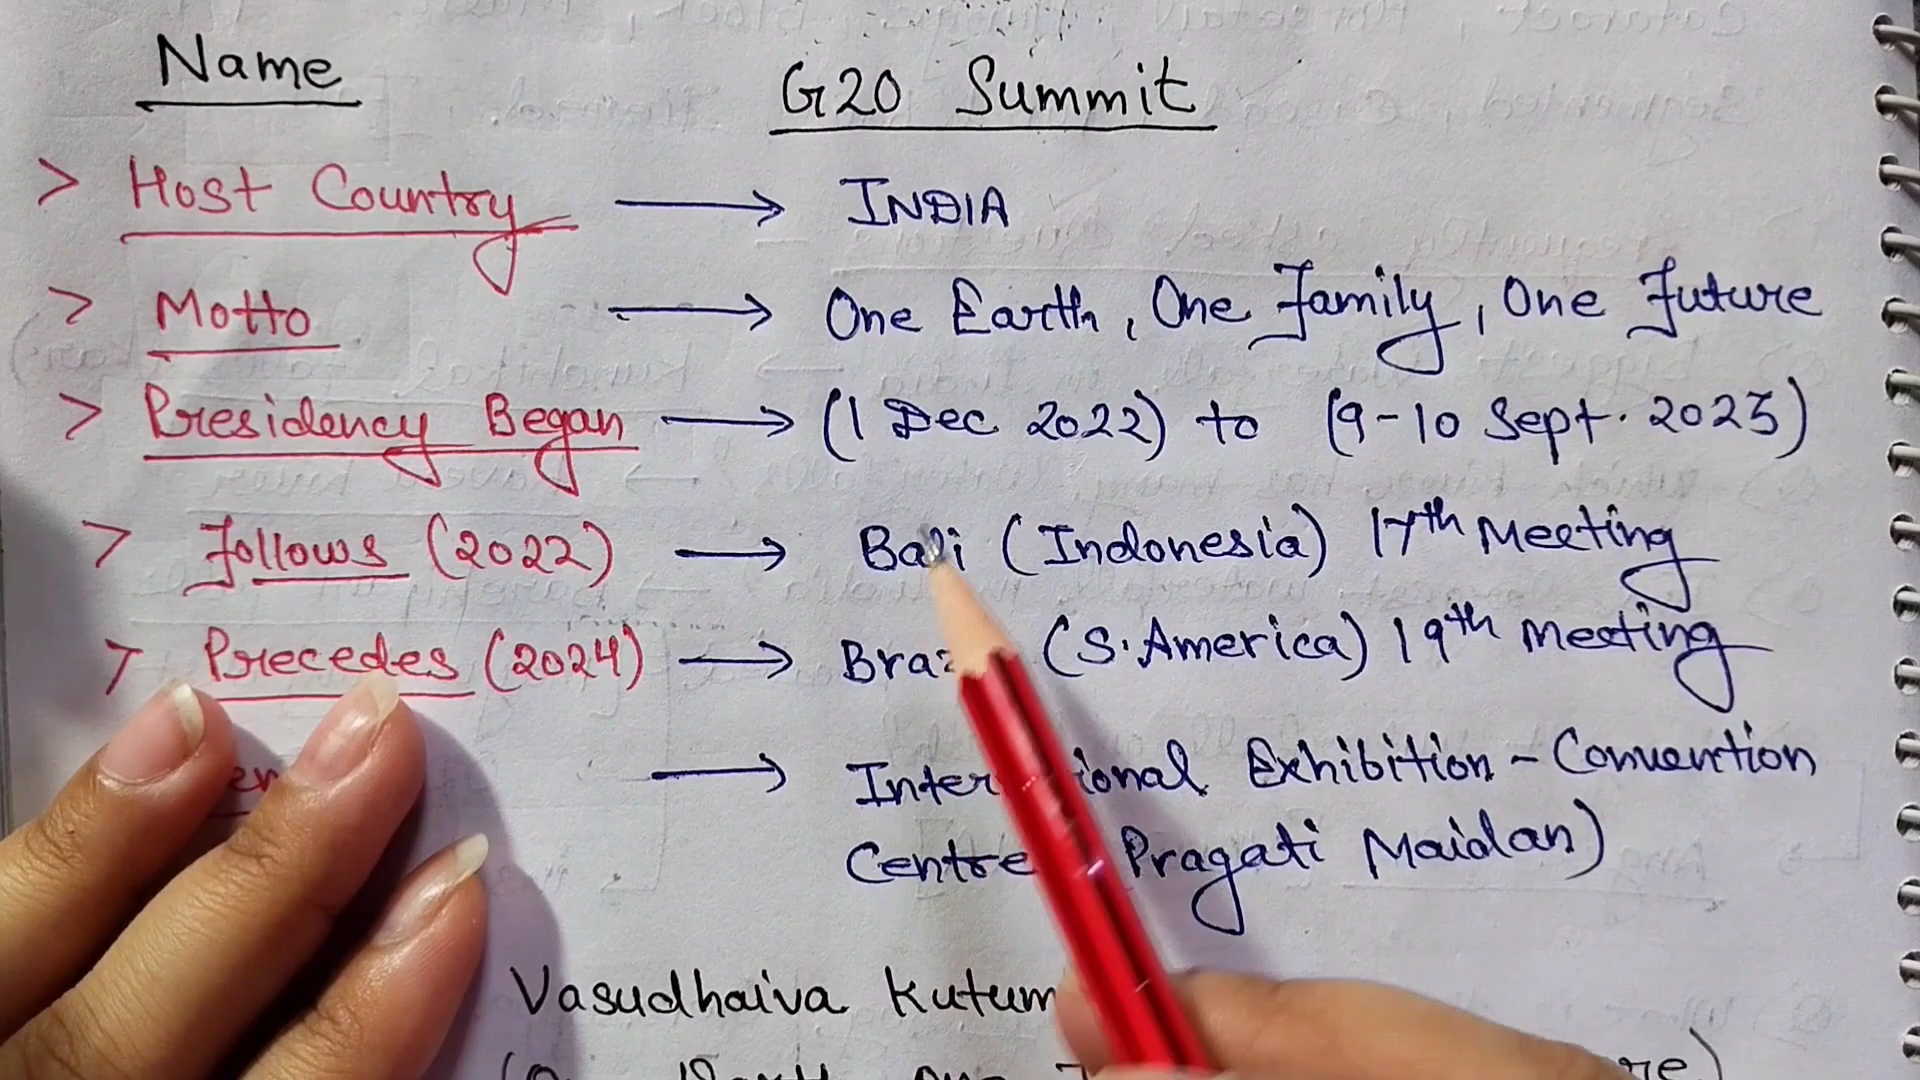 Name G20 Summit
> Host Country → INDIA
> Motto → One Earth, One Family, One Future
> Presidency Began → (1 Dec 2022) to (9-10 Sept. 2023)
> Follows (2022) → Bali (Indonesia) 17th Meeting
> Precedes (2024) → (S. America) 19th Meeting
→ Exhibition - Convention
Centre Pragati Maidan)
Vasudhaiva